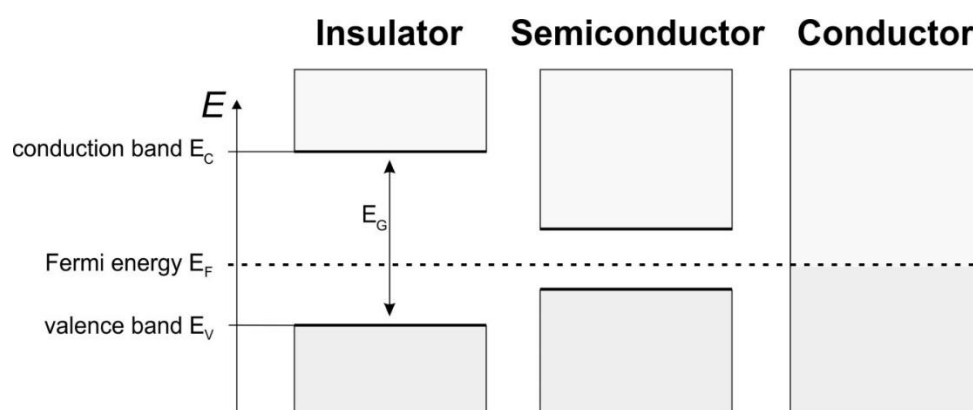 Insulator Semiconductor Conductor
E
conduction band E_C
E_G
Fermi energy E_F
valence band E_V